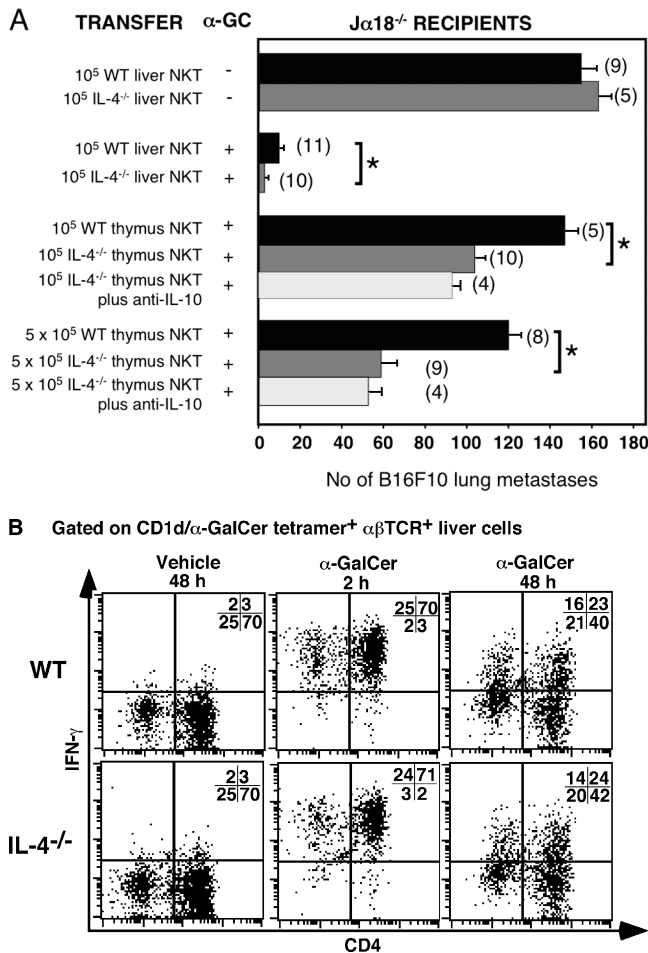 A TRANSFER α-GC Jα18-/- RECIPIENTS
10⁵ WT liver NKT - (9)
10⁵ IL-4-/- liver NKT - (5)
10⁵ WT liver NKT + (11)
10⁵ IL-4-/- liver NKT + (10) *
10⁵ WT thymus NKT + (5)
10⁵ IL-4-/- thymus NKT + (10) *
10⁵ IL-4-/- thymus NKT + (4)
plus anti-IL-10
5 x 10⁵ WT thymus NKT + (8)
5 x 10⁵ IL-4-/- thymus NKT + (9) *
5 x 10⁵ IL-4-/- thymus NKT + (4)
plus anti-IL-10
0 20 40 60 80 100 120 140 160 180
No of B16F10 lung metastases
B Gated on CD1d/α-GalCer tetramer+ αβTCR+ liver cells
Vehicle α-GalCer α-GalCer
48 h 2 h 48 h
2 3 25 70 16 23
25 70 2 3 21 40
WT
IFN-γ
2 3 24 71 14 24
25 70 3 2 20 42
IL-4-/-
CD4